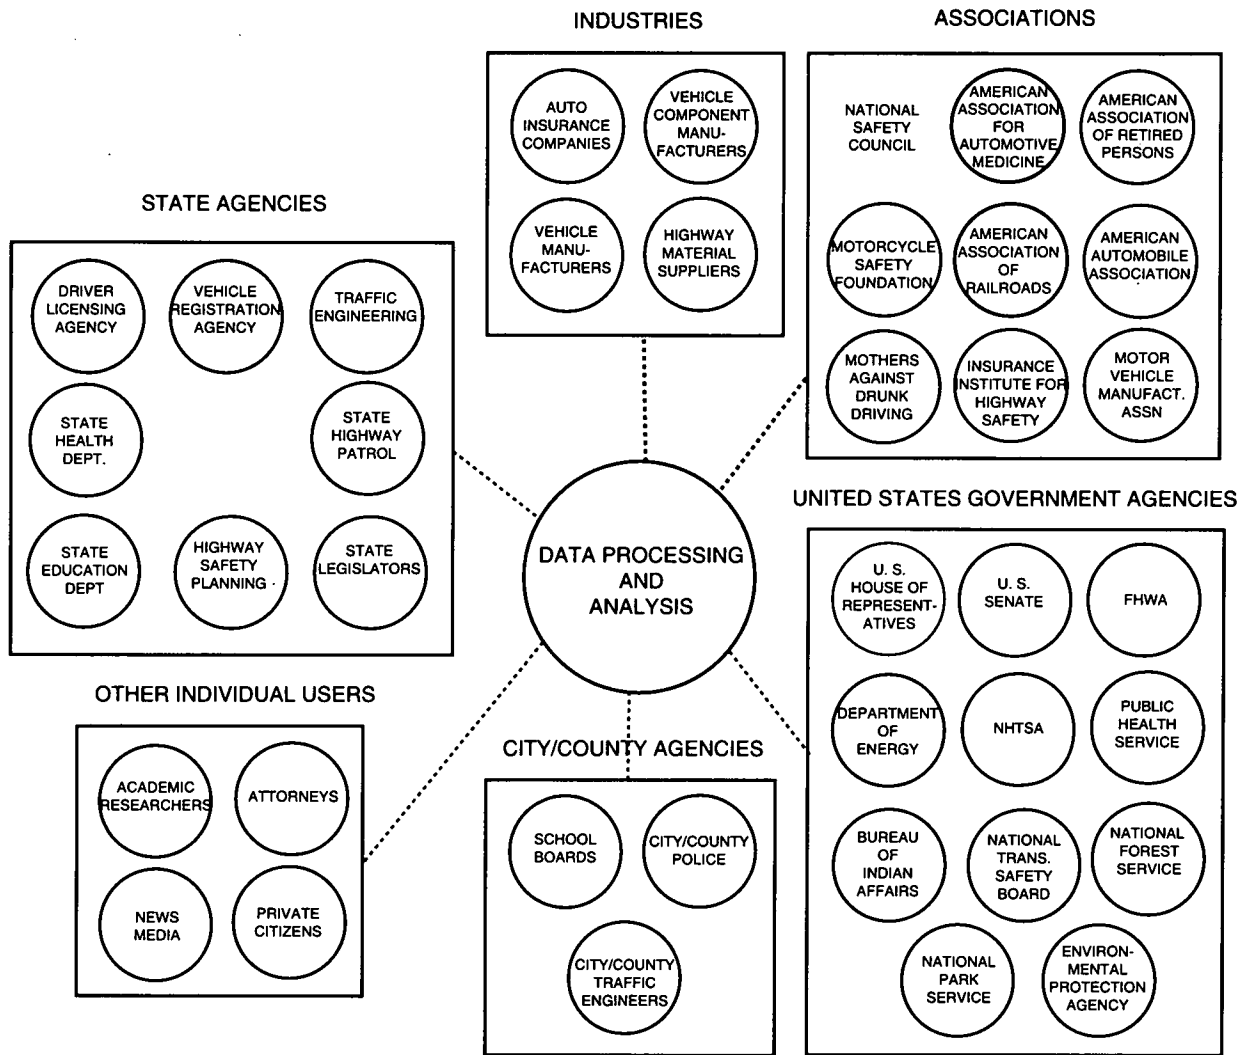 INDUSTRIES
AUTO
INSURANCE
COMPANIES
VEHICLE
COMPONENT
MANU-
FACTURERS
VEHICLE
MANU-
FACTURERS
HIGHWAY
MATERIAL
SUPPLIERS
ASSOCIATIONS
NATIONAL
SAFETY
COUNCIL
AMERICAN
ASSOCIATION
FOR
AUTOMOTIVE
MEDICINE
AMERICAN
ASSOCIATION
OF RETIRED
PERSONS
MOTORCYCLE
SAFETY
FOUNDATION
AMERICAN
ASSOCIATION
OF
RAILROADS
AMERICAN
AUTOMOBILE
ASSOCIATION
MOTHERS
AGAINST
DRUNK
DRIVING
INSURANCE
INSTITUTE FOR
HIGHWAY
SAFETY
MOTOR
VEHICLE
MANUFACT.
ASSN
STATE AGENCIES
DRIVER
LICENSING
AGENCY
VEHICLE
REGISTRATION
AGENCY
TRAFFIC
ENGINEERING
STATE
HEALTH
DEPT.
STATE
HIGHWAY
PATROL
STATE
EDUCATION
DEPT
HIGHWAY
SAFETY
PLANNING
STATE
LEGISLATORS
DATA PROCESSING
AND
ANALYSIS
UNITED STATES GOVERNMENT AGENCIES
U. S.
HOUSE OF
REPRESENT-
ATIVES
U. S.
SENATE
FHWA
DEPARTMENT
OF
ENERGY
NHTSA
PUBLIC
HEALTH
SERVICE
BUREAU
OF
INDIAN
AFFAIRS
NATIONAL
TRANS.
SAFETY
BOARD
NATIONAL
FOREST
SERVICE
NATIONAL
PARK
SERVICE
ENVIRON-
MENTAL
PROTECTION
AGENCY
OTHER INDIVIDUAL USERS
ACADEMIC
RESEARCHERS
ATTORNEYS
NEWS
MEDIA
PRIVATE
CITIZENS
CITY/COUNTY AGENCIES
SCHOOL
BOARDS
CITY/COUNTY
POLICE
CITY/COUNTY
TRAFFIC
ENGINEERS